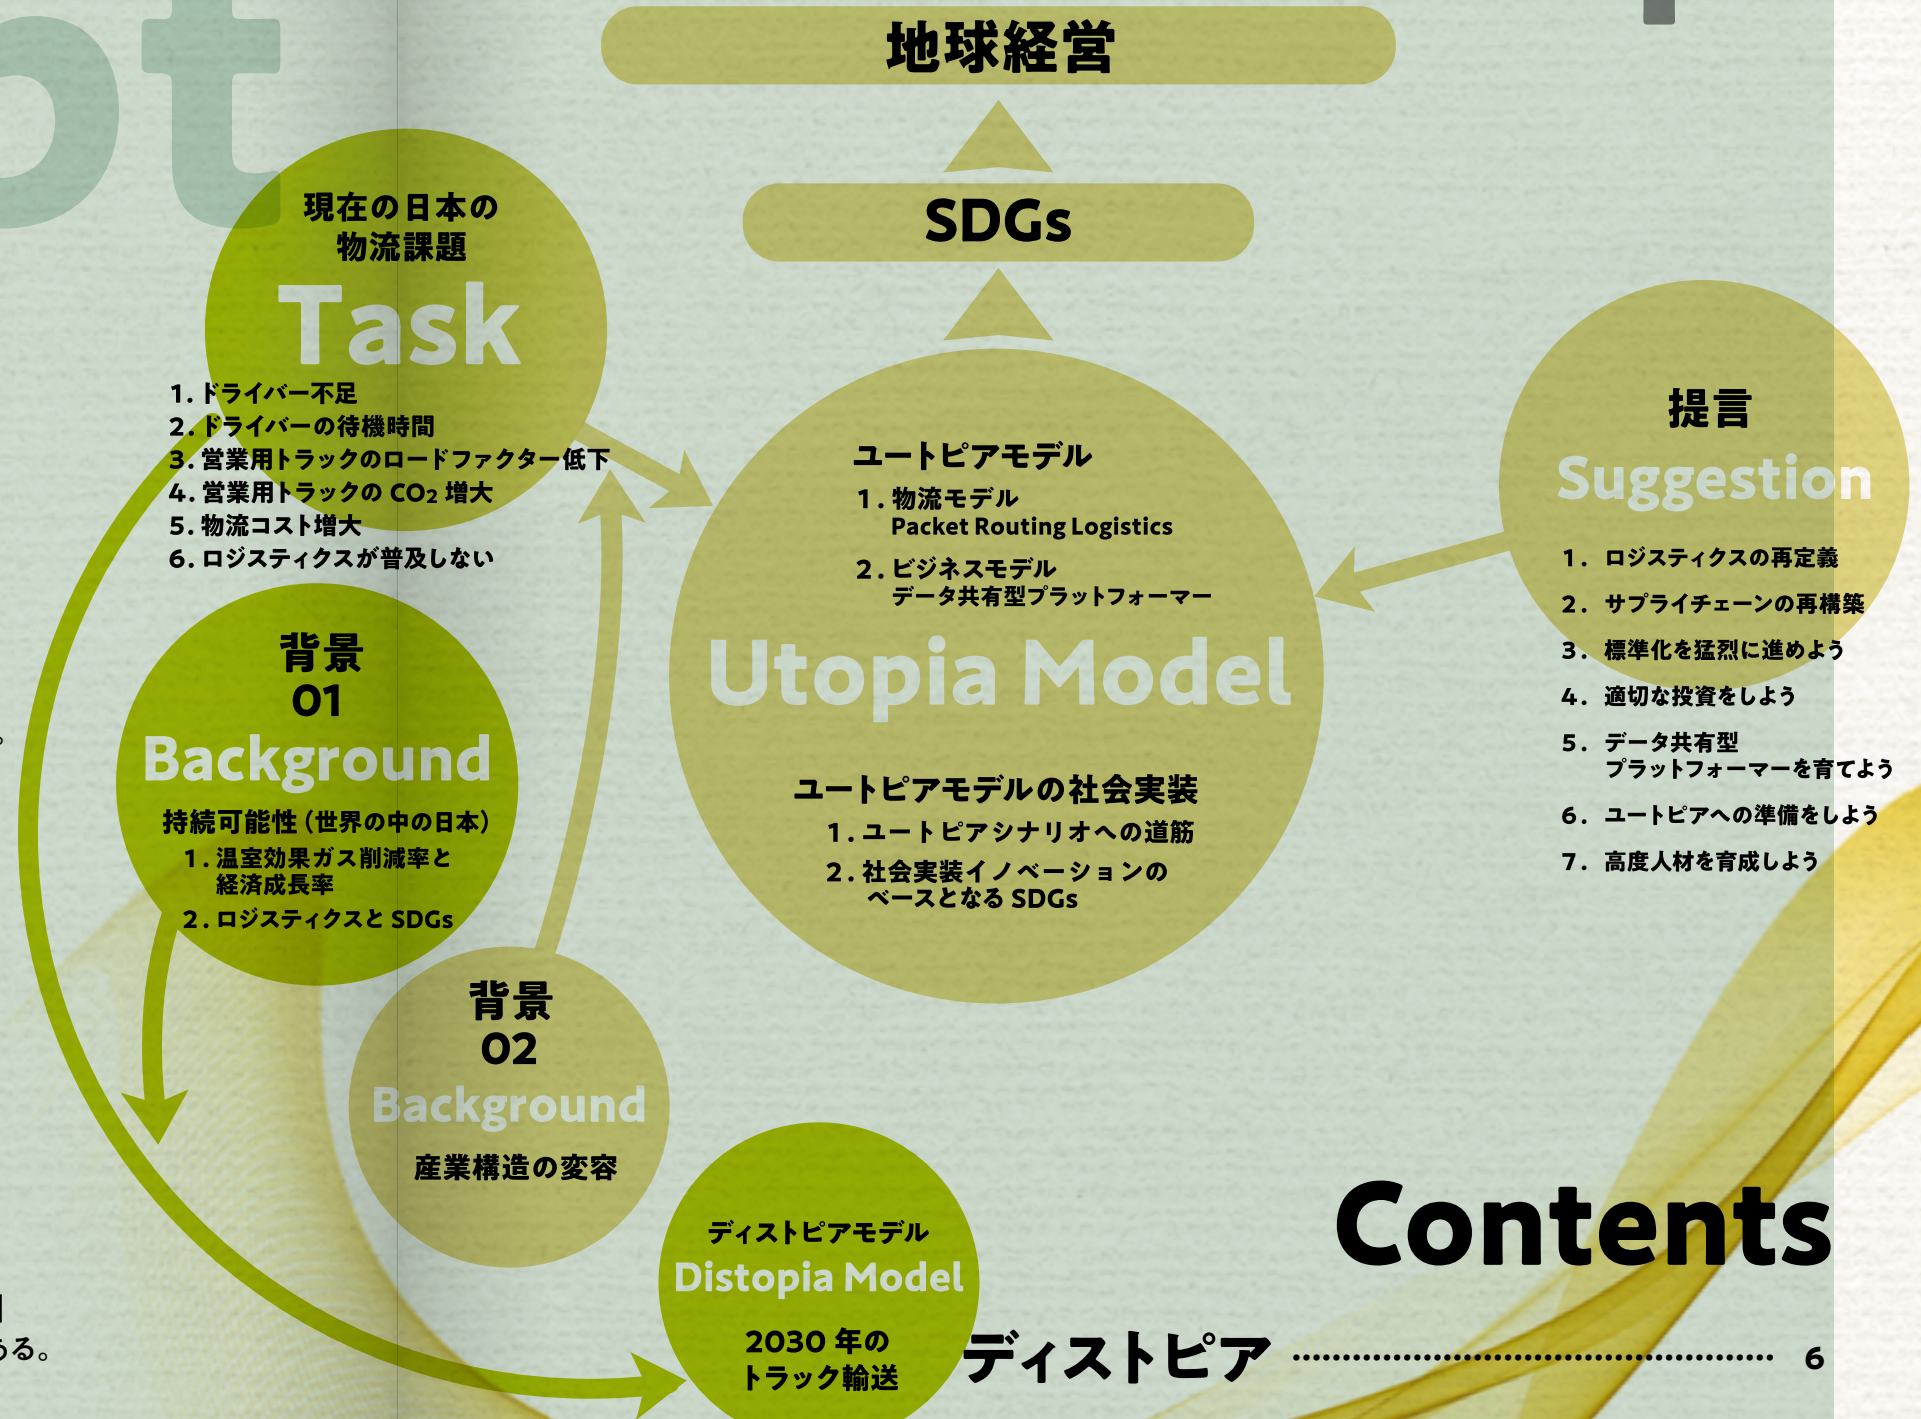 pt
地球経営
SDGs
現在の日本の
物流課題
Task
1. ドライバー不足
2. ドライバーの待機時間
3. 営業用トラックのロードファクター低下
4. 営業用トラックの CO₂ 増大
5. 物流コスト増大
6. ロジスティクスが普及しない
背景
01
Background
持続可能性（世界の中の日本）
1. 温室効果ガス削減率と
経済成長率
2. ロジスティクスと SDGs
背景
02
Background
産業構造の変容
ユートピアモデル
1. 物流モデル
Packet Routing Logistics
2. ビジネスモデル
データ共有型プラットフォーマー
Utopia Model
ユートピアモデルの社会実装
1. ユートピアシナリオへの道筋
2. 社会実装イノベーションの
ベースとなる SDGs
提言
Suggestion
1. ロジスティクスの再定義
2. サプライチェーンの再構築
3. 標準化を猛烈に進めよう
4. 適切な投資をしよう
5. データ共有型
プラットフォーマーを育てよう
6. ユートピアへの準備をしよう
7. 高度人材を育成しよう
ディストピアモデル
Distopia Model
2030 年の
トラック輸送
ある。
Contents
ディストピア 6